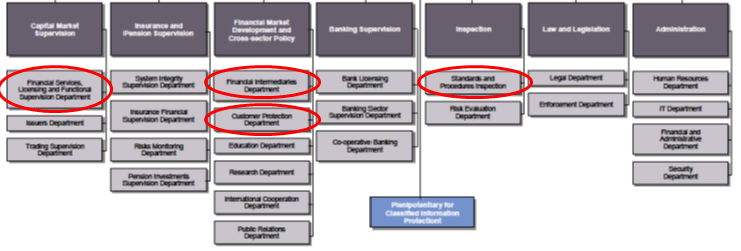 Capital Market
Supervision
Financial Services,
Licensing and Functional
Supervision Department
Issuers Department
Trading Supervision
Department
Insurance and
Pension Supervision
System Integrity
Supervision Department
Insurance Financial
Supervision Department
Risks Monitoring
Department
Pension Investments
Supervision Department
Financial Market
Development and
Cross-sector Policy
Financial Intermediaries
Department
Customer Protection
Department
Education Department
Research Department
International Cooperation
Department
Public Relations
Department
Banking Supervision
Bank Licensing
Department
Banking Sector
Supervision Department
Co-operative Banking
Department
Inspection
Standards and
Procedures Inspection
Risk Evaluation
Department
Law and Legislation
Legal Department
Enforcement Department
Administration
Human Resources
Department
IT Department
Financial and
Administrative
Department
Security
Department
Plenipotentiary for
Classified Information
Protectiont